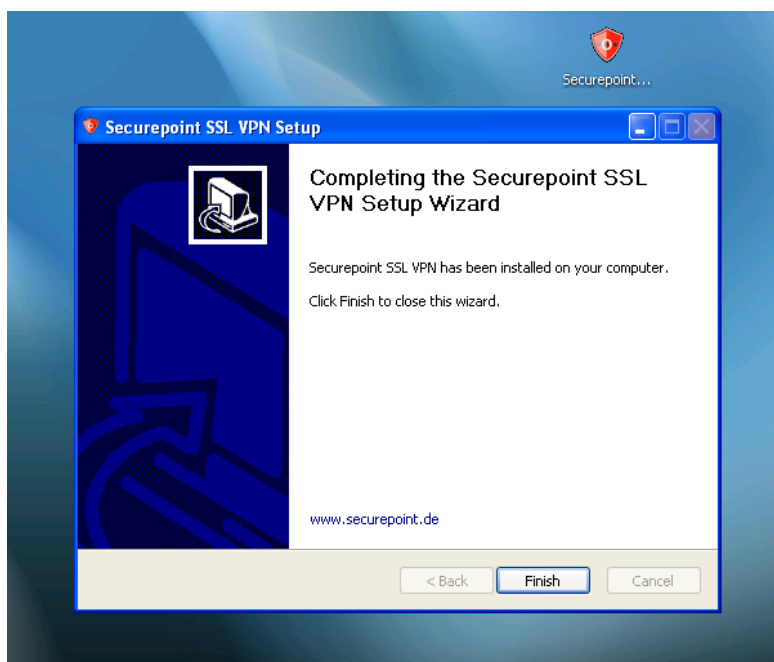 Securepoint...
Securepoint SSL VPN Setup
Completing the Securepoint SSL
VPN Setup Wizard
Securepoint SSL VPN has been installed on your computer.
Click Finish to close this wizard.
www.securepoint.de
< Back Finish Cancel